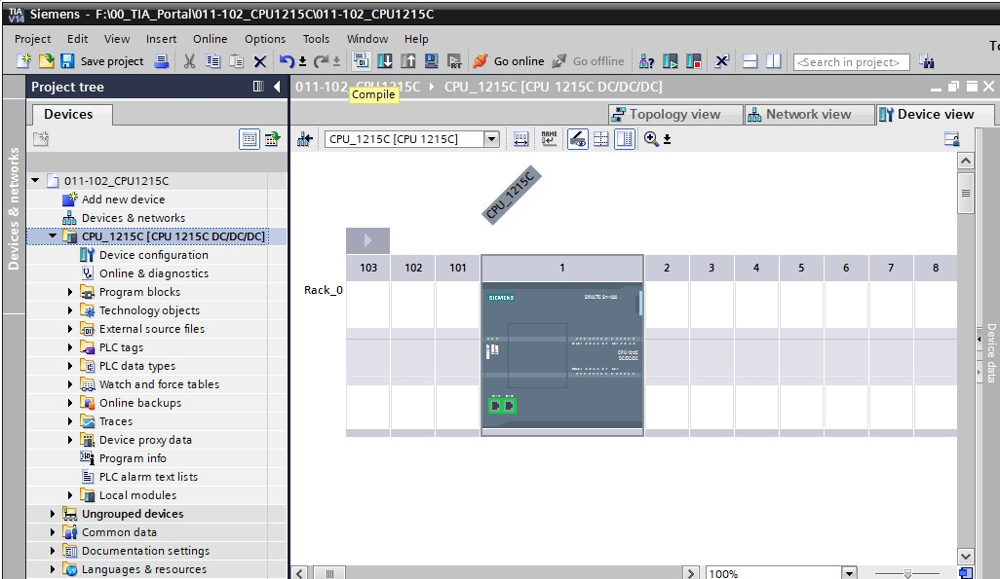 TIA V14 Siemens - F:\00_TIA_Portal\011-102_CPU1215C\011-102_CPU1215C
Project Edit View Insert Online Options Tools Window Help
Save project Go online Go offline <Search in project>
Compile
Project tree
Devices
Devices & networks
011-102_CPU1215C
Add new device
Devices & networks
CPU_1215C [CPU 1215C DC/DC/DC]
Device configuration
Online & diagnostics
Program blocks
Technology objects
External source files
PLC tags
PLC data types
Watch and force tables
Online backups
Traces
Device proxy data
Program info
PLC alarm text lists
Local modules
Ungrouped devices
Common data
Documentation settings
Languages & resources
CPU_1215C [CPU 1215C DC/DC/DC]
Topology view Network view Device view
CPU_1215C [CPU 1215C]
NAME
CPU_1215C
103 102 101 1 2 3 4 5 6 7 8
Rack_0
SIEMENS
CPU 1215C
DC/DC/DC
100%
Device data